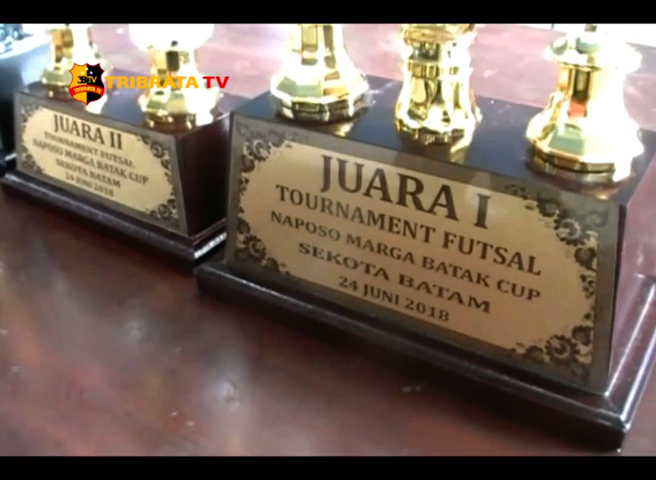 TRIBRATA TV
JUARA II
TOURNAMENT FUTSAL
NAPOSO MARGA BATAK CUP
SEKOTA BATAM
24 JUNI 2018
JUARA I
TOURNAMENT FUTSAL
NAPOSO MARGA BATAK CUP
SEKOTA BATAM
24 JUNI 2018